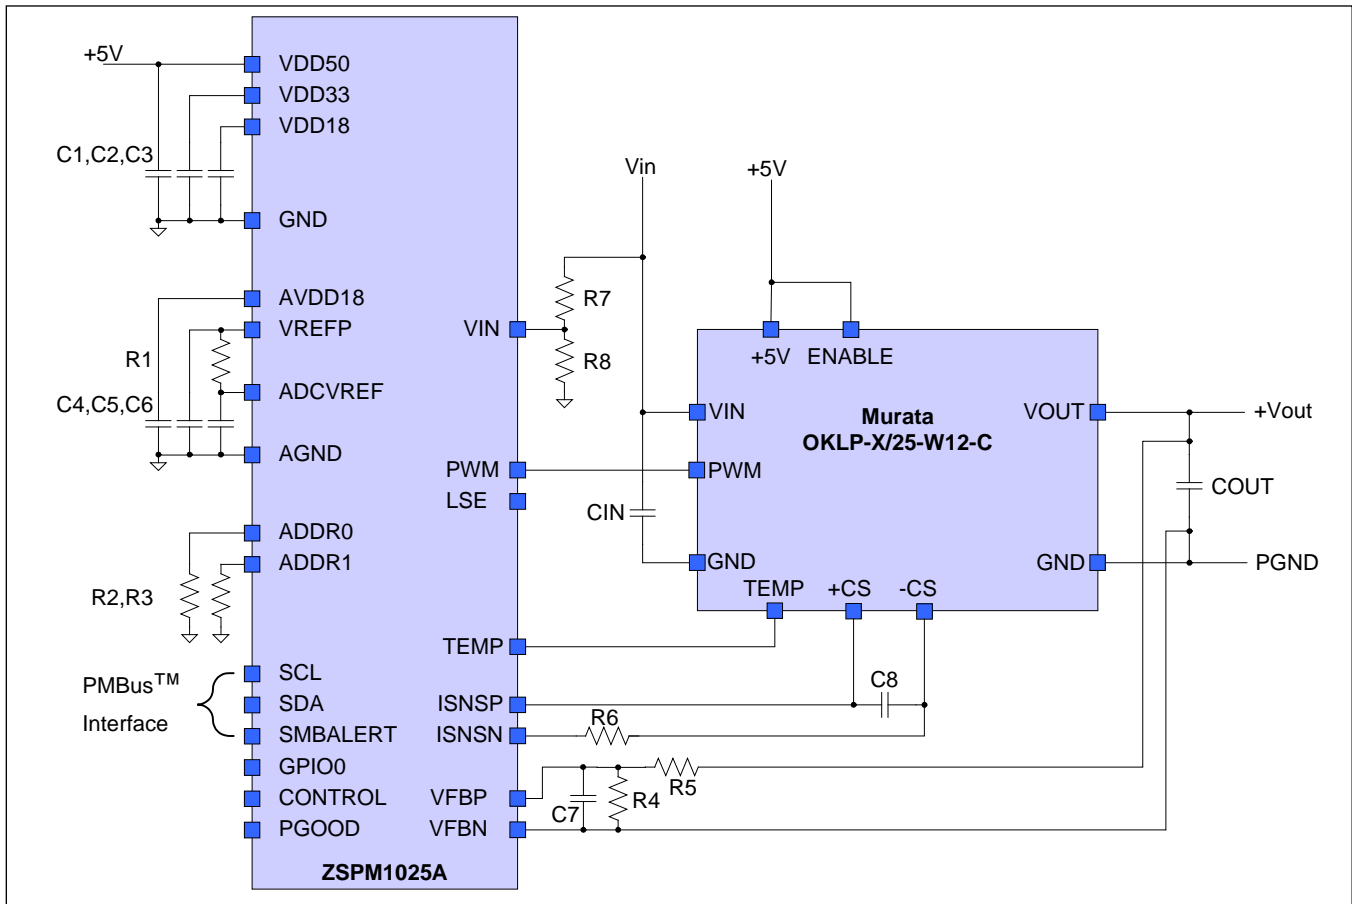 +5V
VDD50
VDD33
VDD18
C1,C2,C3
GND
AVDD18
VREFP
R1
ADCVREF
C4,C5,C6
AGND
ADDR0
ADDR1
R2,R3
PMBus™
Interface
SCL
SDA
SMBALERT
GPIO0
CONTROL
PGOOD
VIN
PWM
LSE
TEMP
ISNSP
ISNSN
VFBP
VFBN
ZSPM1025A
Vin
+5V
R7
R8
CIN
+5V
ENABLE
VIN
VOUT
Murata
OKLP-X/25-W12-C
PWM
GND
GND
TEMP
+CS
-CS
+Vout
COUT
PGND
C8
R6
R5
R4
C7